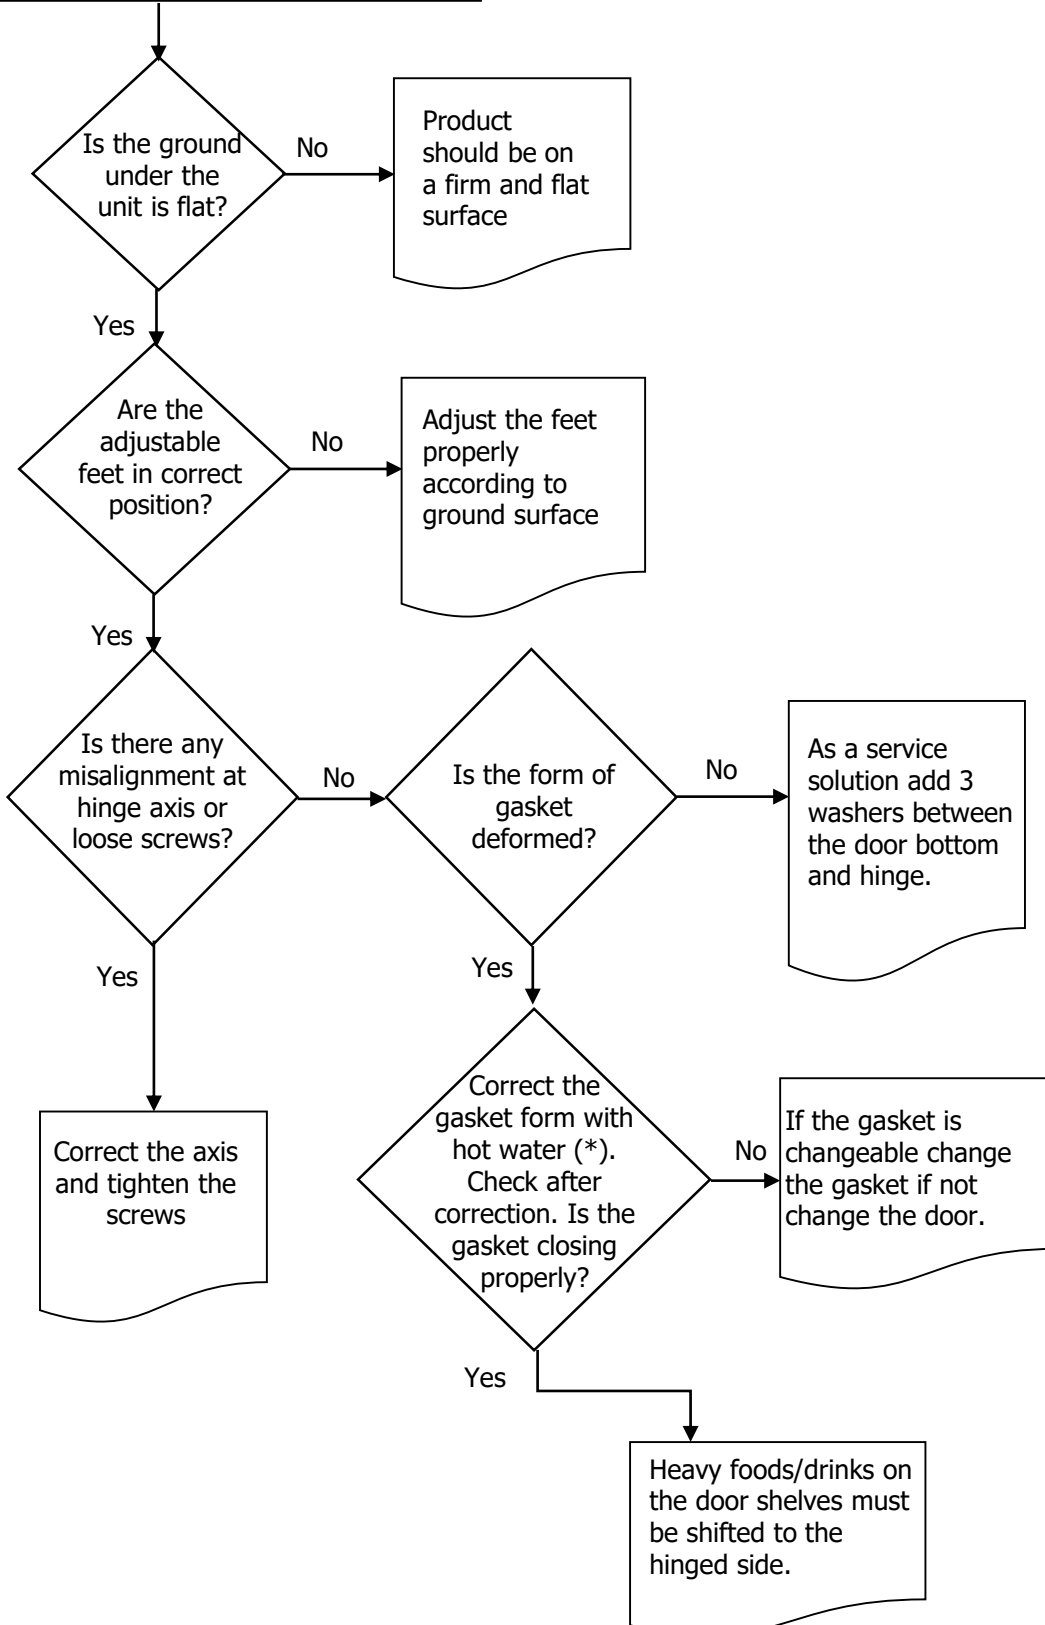 Is the ground
under the
unit is flat?
No
Product
should be on
a firm and flat
surface
Yes
Are the
adjustable
feet in correct
position?
No
Adjust the feet
properly
according to
ground surface
Yes
Is there any
misalignment at
hinge axis or
loose screws?
No
Is the form of
gasket
deformed?
No
As a service
solution add 3
washers between
the door bottom
and hinge.
Yes
Correct the axis
and tighten the
screws
Yes
Correct the
gasket form with
hot water (*).
Check after
correction. Is the
gasket closing
properly?
No
If the gasket is
changeable change
the gasket if not
change the door.
Yes
Heavy foods/drinks on
the door shelves must
be shifted to the
hinged side.